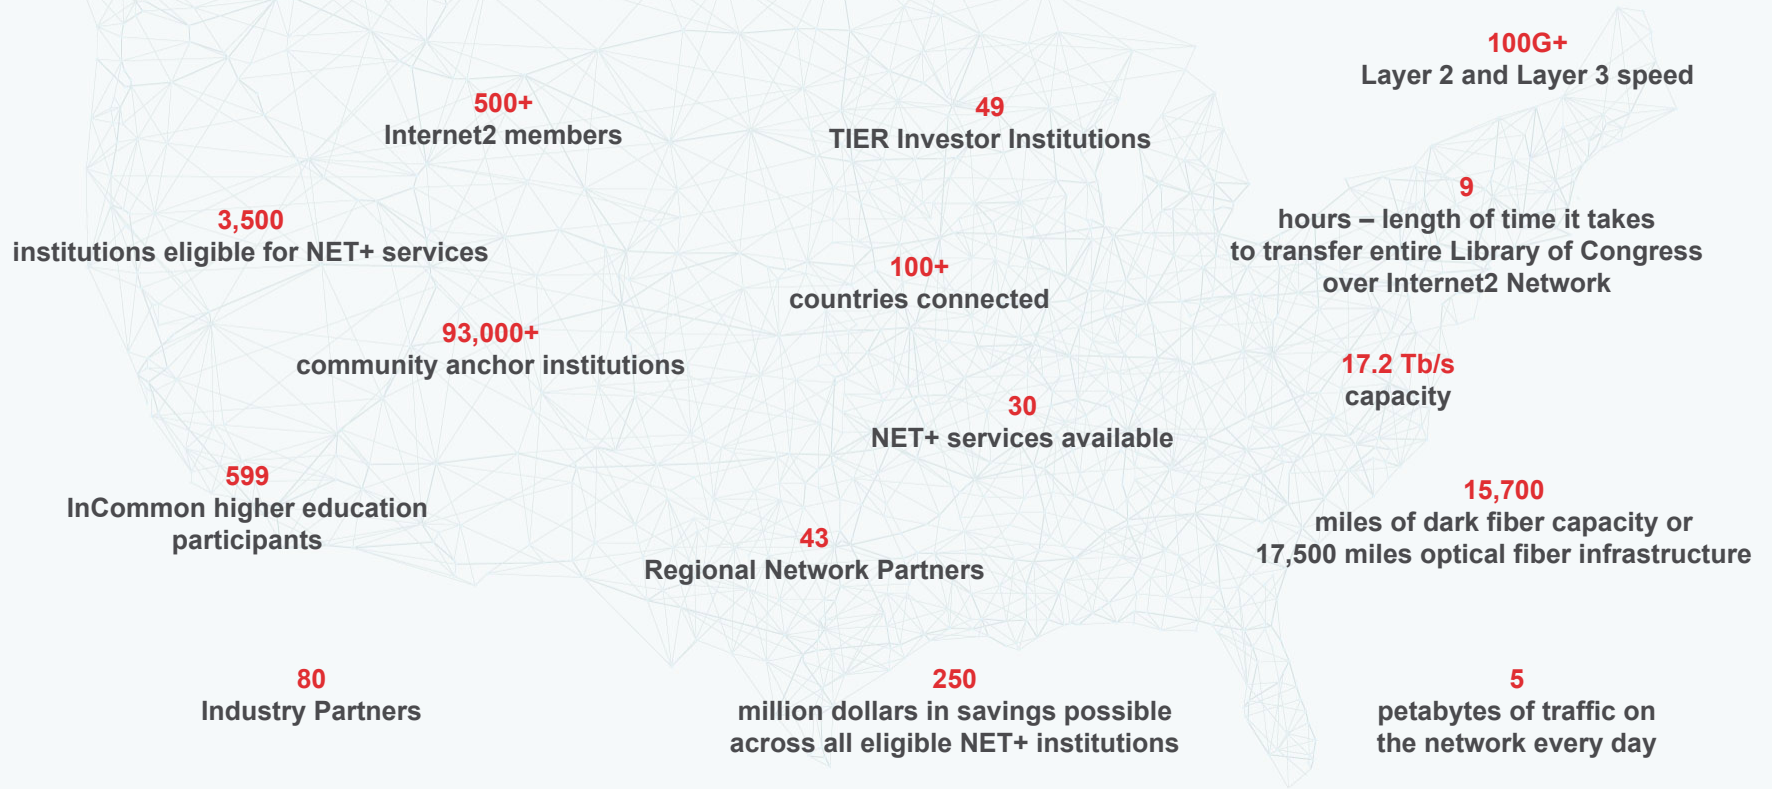 100G+
Layer 2 and Layer 3 speed
500+
Internet2 members
49
TIER Investor Institutions
9
hours – length of time it takes
to transfer entire Library of Congress
over Internet2 Network
3,500
institutions eligible for NET+ services
100+
countries connected
93,000+
community anchor institutions
17.2 Tb/s
capacity
30
NET+ services available
599
InCommon higher education
participants
15,700
miles of dark fiber capacity or
17,500 miles optical fiber infrastructure
43
Regional Network Partners
80
Industry Partners
250
million dollars in savings possible
across all eligible NET+ institutions
5
petabytes of traffic on
the network every day